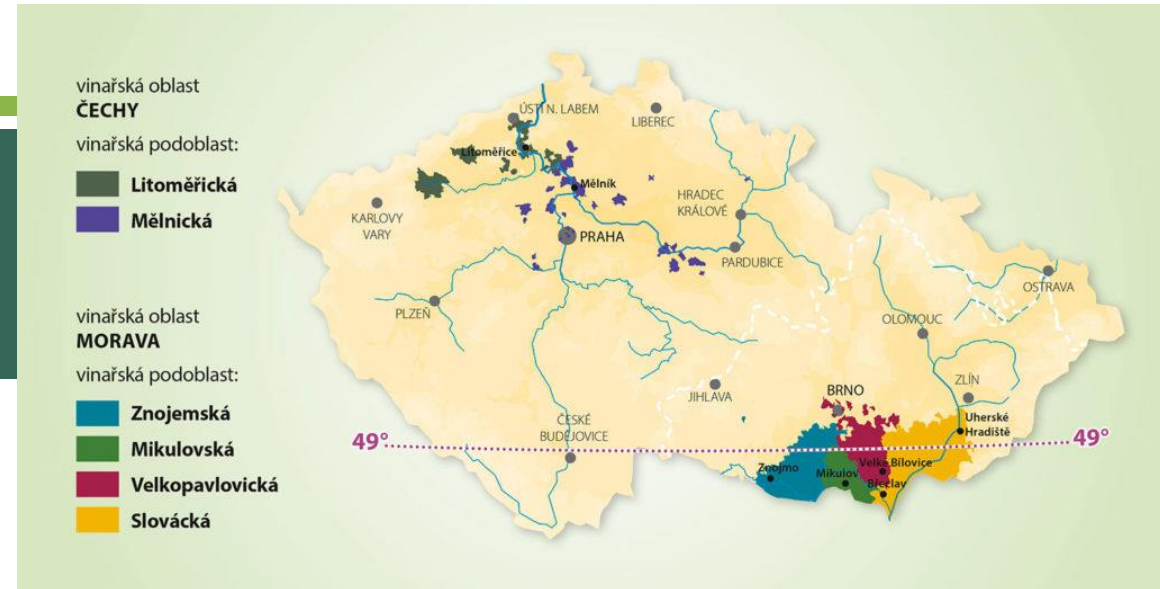 vinařská oblast
ČECHY
vinařská podoblast:
Litoměřická
Mělnická
vinařská oblast
MORAVA
vinařská podoblast:
Znojemská
Mikulovská
Velkopavlovická
Slovácká
ÚSTÍ N. LABEM
LIBEREC
Litoměřice
Mělník
KARLOVY
VARY
HRADEC
KRÁLOVÉ
PRAHA
PARDUBICE
PLZEŇ
OSTRAVA
OLOMOUC
JIHLAVA
BRNO
ZLÍN
ČESKÉ
BUDĚJOVICE
Uherské
Hradiště
49°
49°
Znojmo
Mikulov
Velké Bílovice
Břeclav